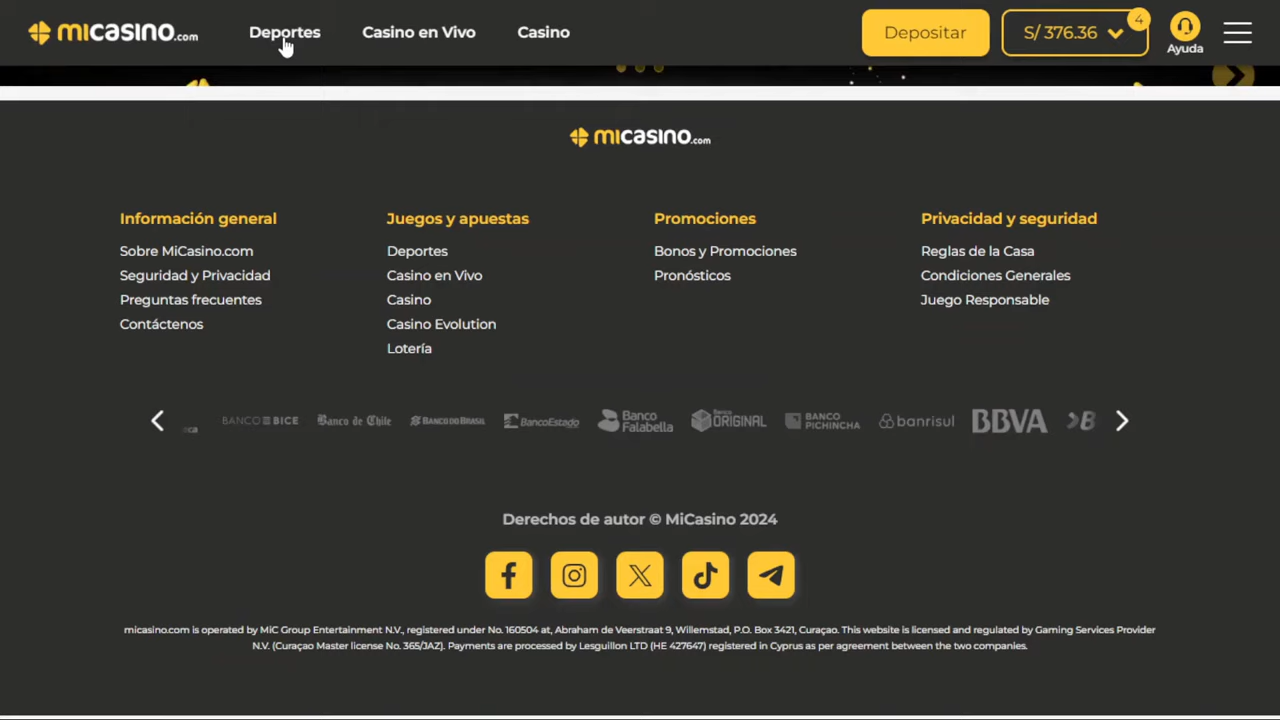 micasino.com
Deportes
Casino en Vivo
Casino
Depositar
S/ 376.36
4
Ayuda
micasino.com
Información general
Sobre MiCasino.com
Seguridad y Privacidad
Preguntas frecuentes
Contáctenos
Juegos y apuestas
Deportes
Casino en Vivo
Casino
Casino Evolution
Lotería
Promociones
Bonos y Promociones
Pronósticos
Privacidad y seguridad
Reglas de la Casa
Condiciones Generales
Juego Responsable
eca
BANCO BICE
Banco de Chile
BANCO DO BRASIL
BancoEstado
Banco Falabella
Banco ORIGINAL
BANCO PICHINCHA
banrisul
BBVA
B
Derechos de autor © MiCasino 2024
micasino.com is operated by MiC Group Entertainment N.V., registered under No. 160504 at, Abraham de Veerstraat 9, Willemstad, P.O. Box 3421, Curaçao. This website is licensed and regulated by Gaming Services Provider
N.V. (Curaçao Master license No. 365/JAZ). Payments are processed by Lesguillon LTD (HE 427647) registered in Cyprus as per agreement between the two companies.